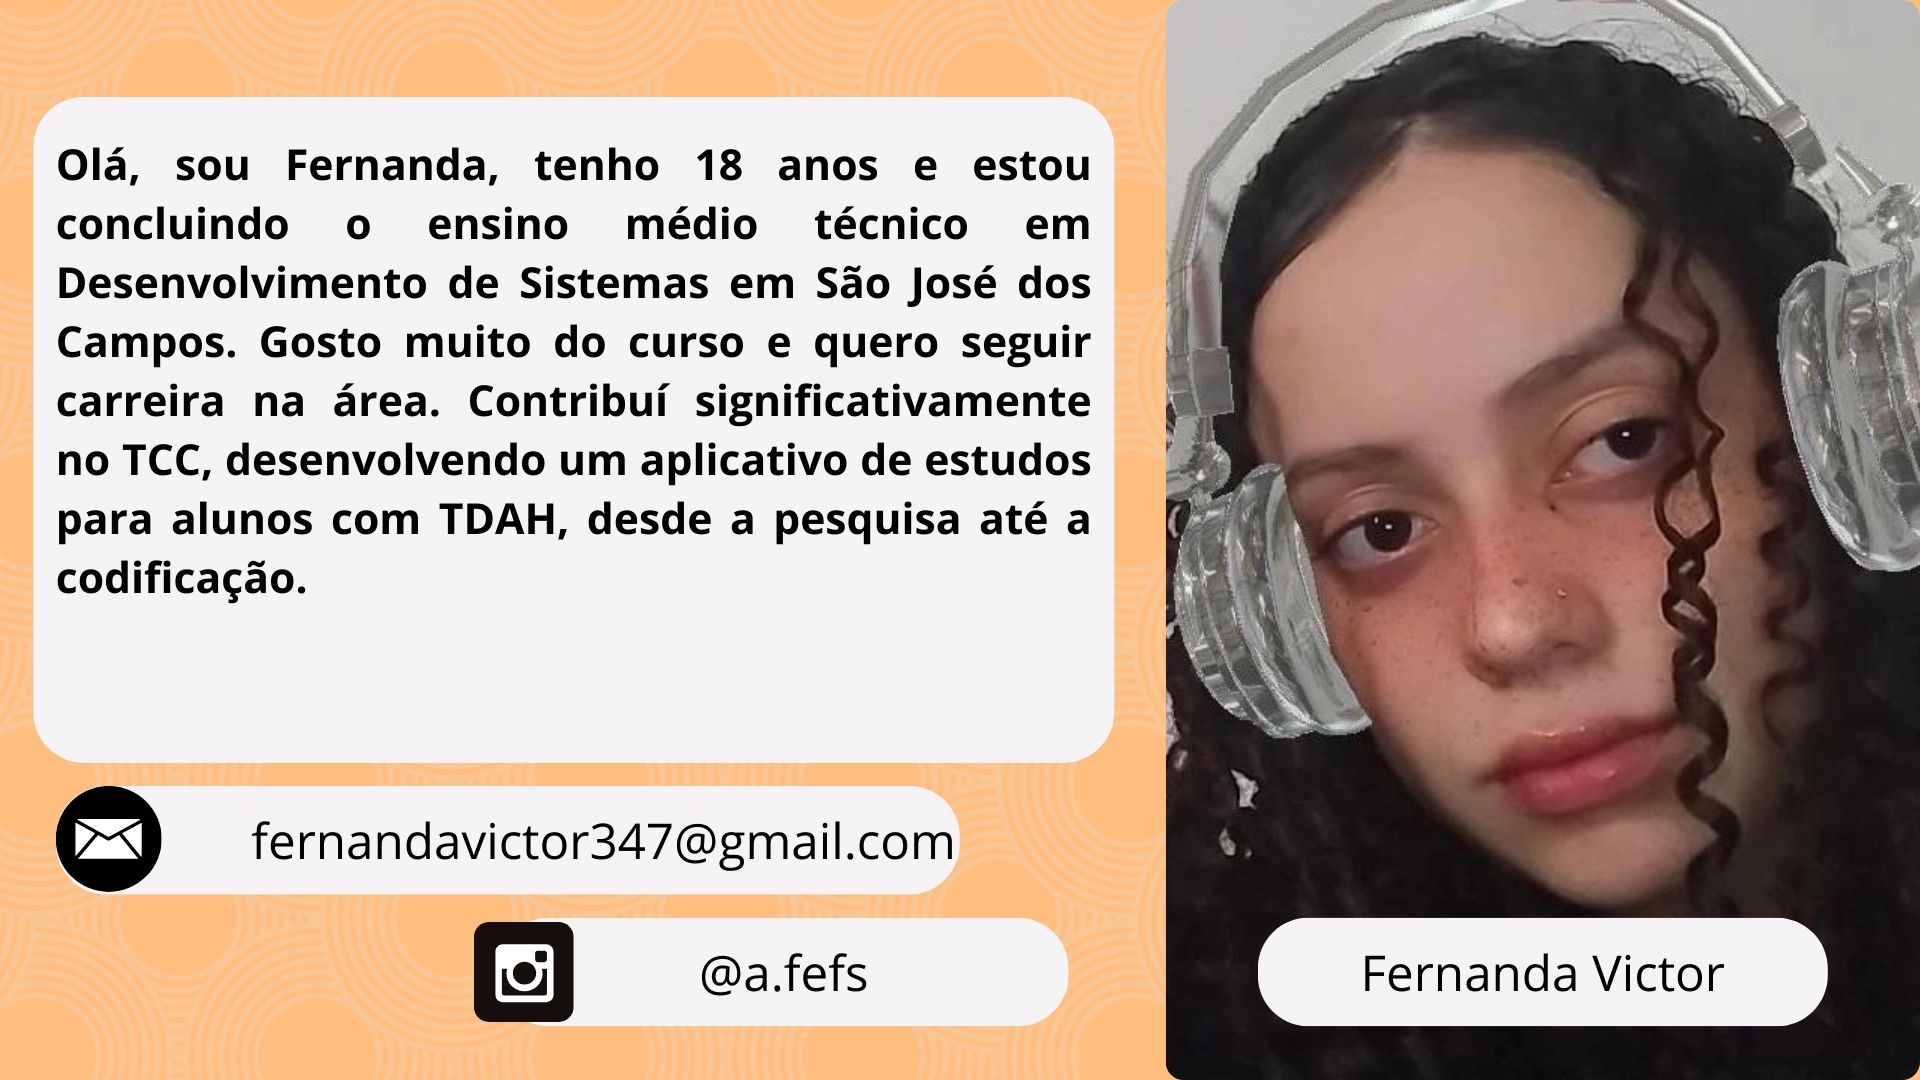 Olá, sou Fernanda, tenho 18 anos e estou
concluindo o ensino médio técnico em
Desenvolvimento de Sistemas em São José dos
Campos. Gosto muito do curso e quero seguir
carreira na área. Contribuí significativamente
no TCC, desenvolvendo um aplicativo de estudos
para alunos com TDAH, desde a pesquisa até a
codificação.
fernandavictor347@gmail.com
@a.fefs
Fernanda Victor